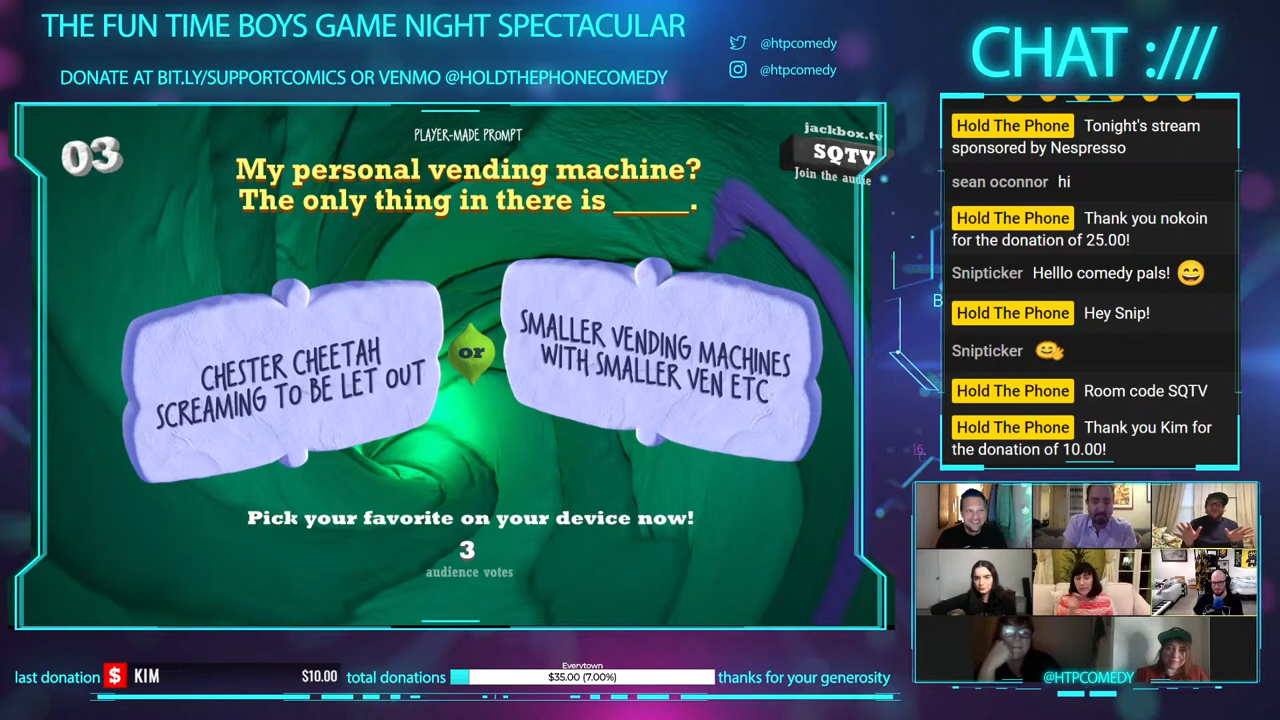 THE FUN TIME BOYS GAME NIGHT SPECTACULAR
DONATE AT BIT.LY/SUPPORTCOMICS OR VENMO @HOLDTHEPHONECOMEDY
@htpcomedy
@htpcomedy
CHAT :///
03
PLAYER-MADE PROMPT
My personal vending machine?
The only thing in there is _____.
jackbox.tv
SQTV
Join the audie
CHESTER CHEETAH
SCREAMING TO BE LET OUT
or
SMALLER VENDING MACHINES
WITH SMALLER VEN ETC
Pick your favorite on your device now!
3
audience votes
Hold The Phone Tonight's stream
sponsored by Nespresso
sean oconnor hi
Hold The Phone Thank you nokoin
for the donation of 25.00!
Snipticker Helllo comedy pals! 😄
Hold The Phone Hey Snip!
Snipticker
Hold The Phone Room code SQTV
Hold The Phone Thank you Kim for
the donation of 10.00!
@HTPCOMEDY
last donation $ KIM $10.00 total donations
Everytown
$35.00 (7.00%)
thanks for your generosity